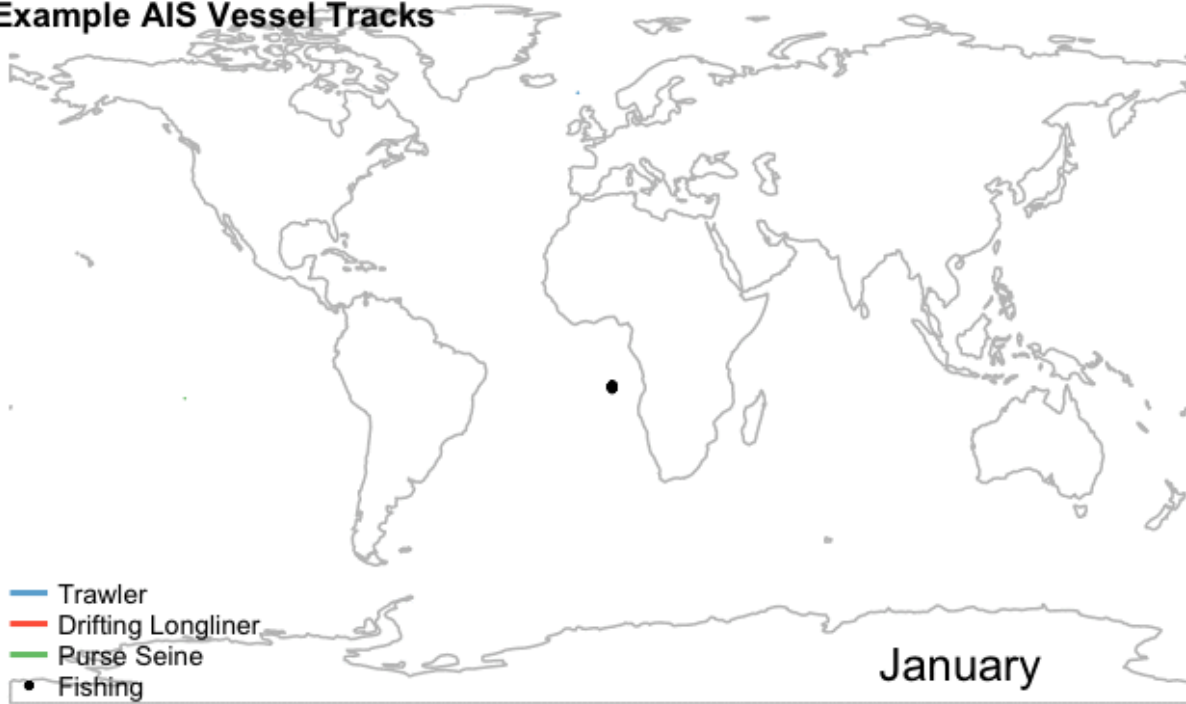 Example AIS Vessel Tracks
Trawler
Drifting Longliner
Purse Seine
Fishing
January